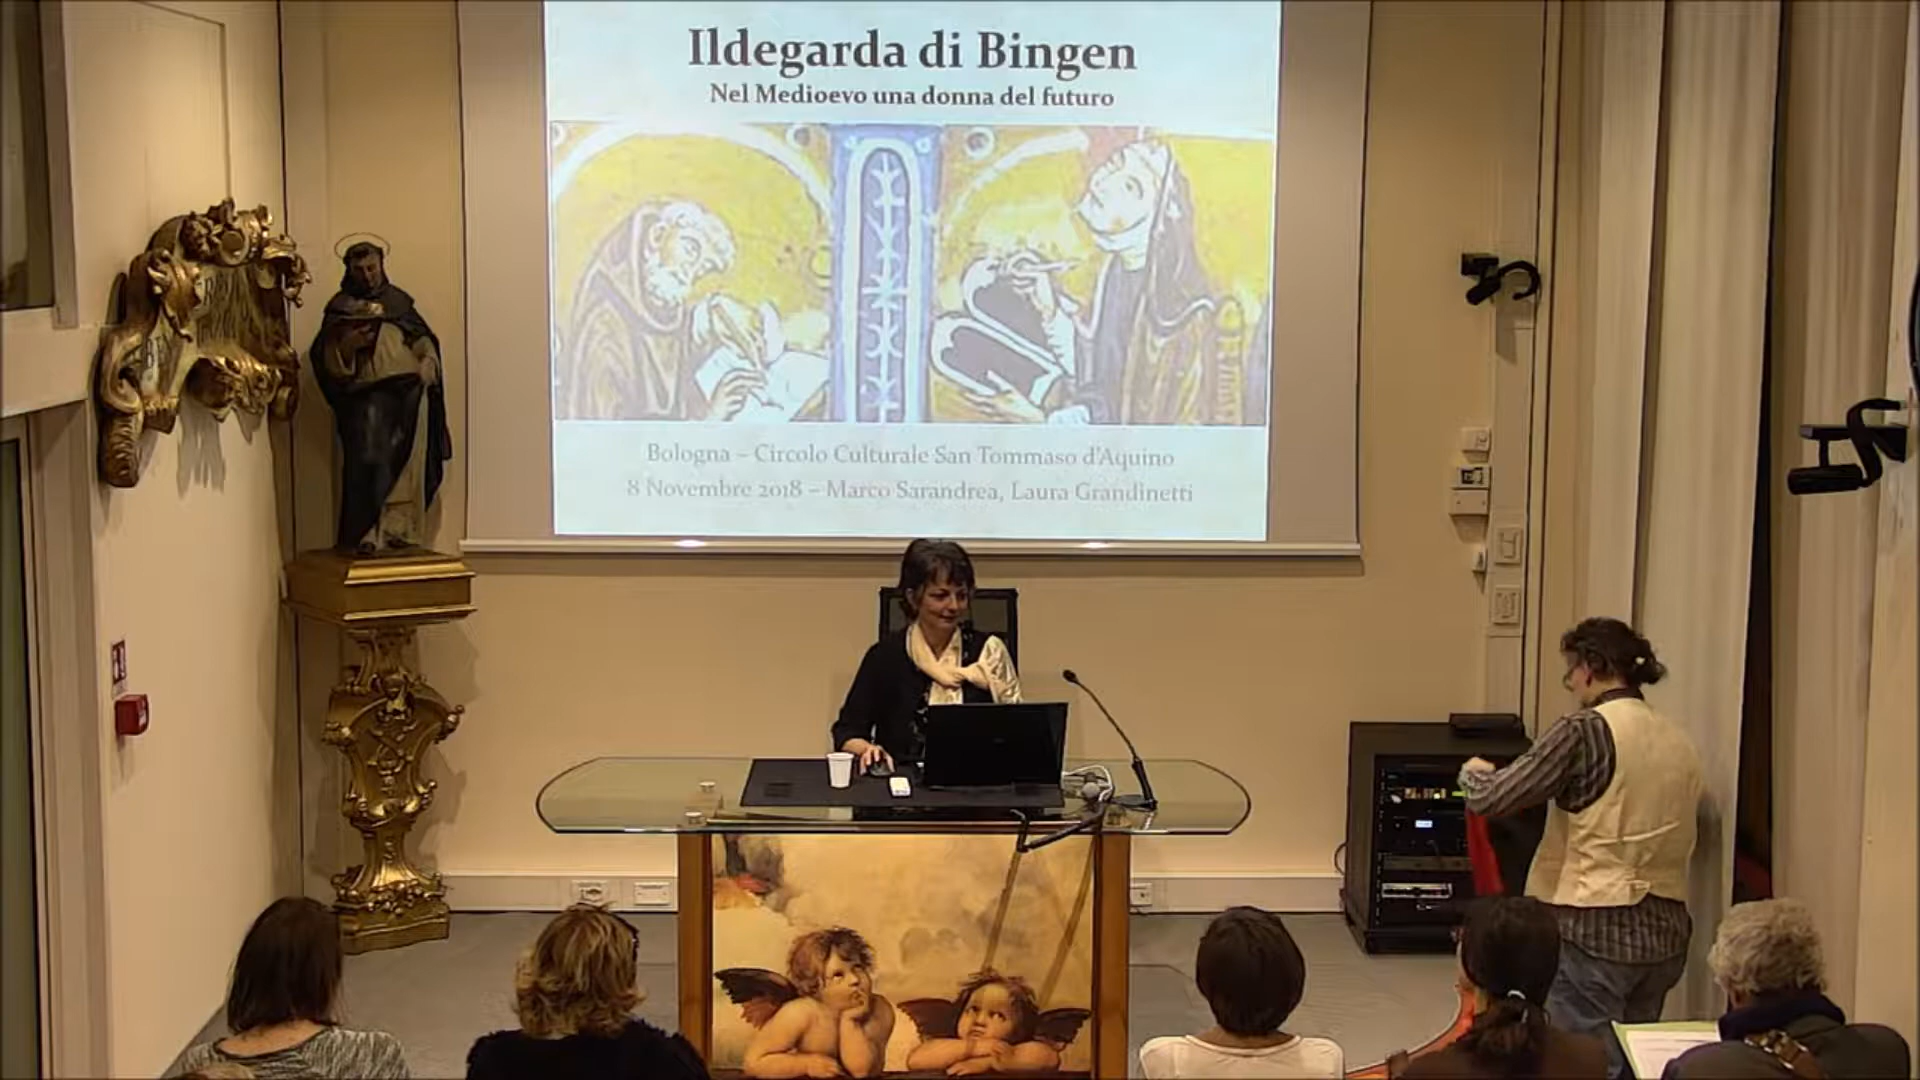 Ildegarda di Bingen
Nel Medioevo una donna del futuro
Bologna – Circolo Culturale San Tommaso d'Aquino
8 Novembre 2018 – Marco Sarandrea, Laura Grandinetti